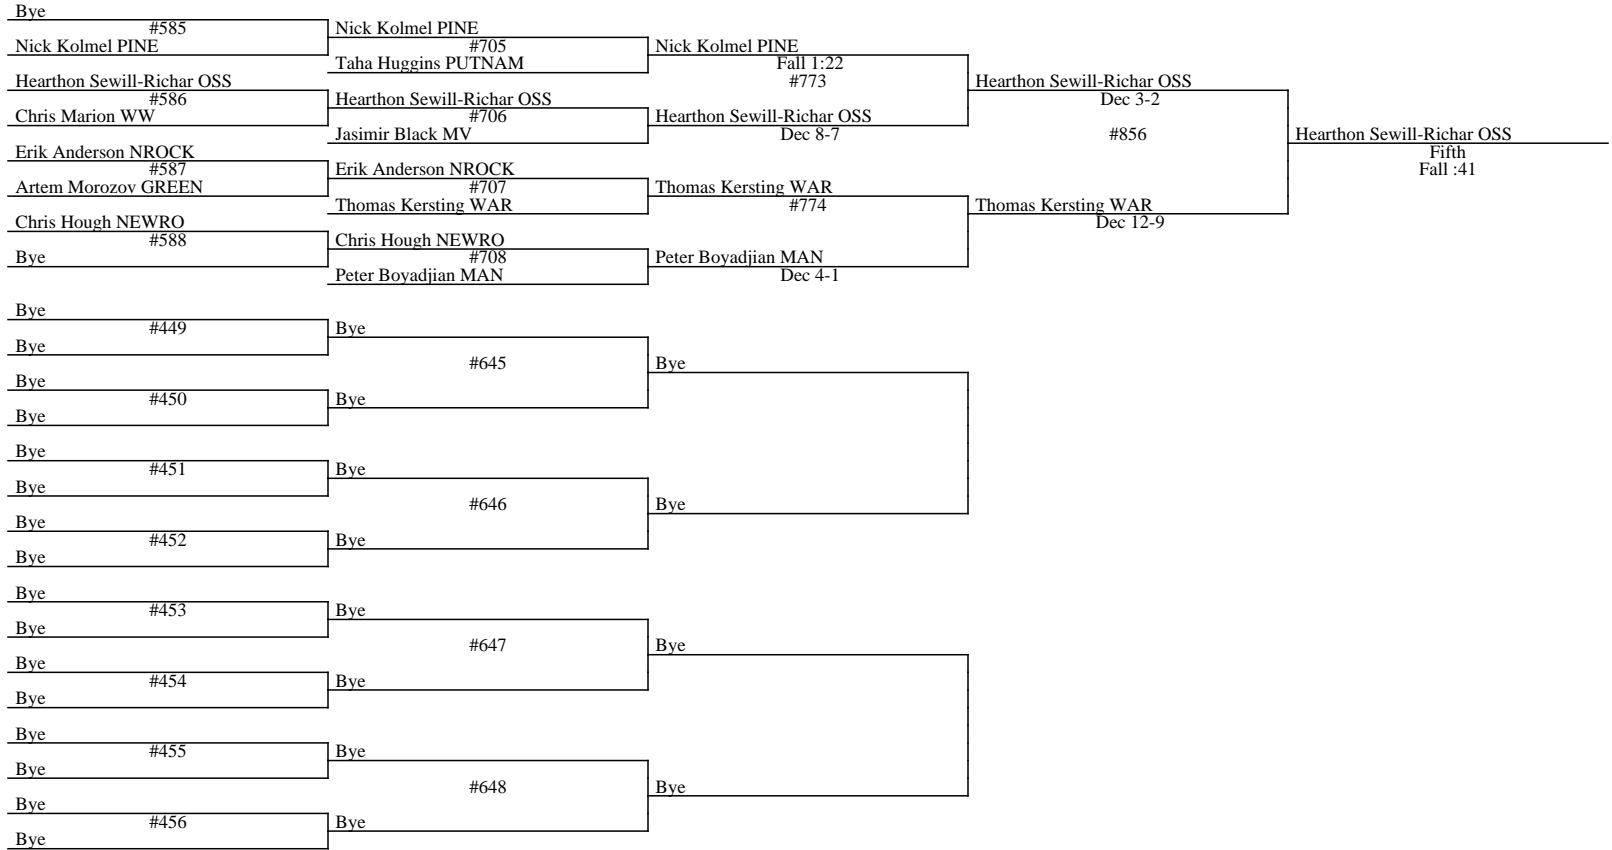 Bye
#585
Nick Kolmel PINE
Hearthon Sewill-Richar OSS
#586
Chris Marion WW
Erik Anderson NROCK
#587
Artem Morozov GREEN
Chris Hough NEWRO
#588
Bye
Nick Kolmel PINE
#705
Taha Huggins PUTNAM
Hearthon Sewill-Richar OSS
#706
Jasimir Black MV
Erik Anderson NROCK
#707
Thomas Kersting WAR
Chris Hough NEWRO
#708
Peter Boyadjian MAN
Nick Kolmel PINE
Fall 1:22
#773
Hearthon Sewill-Richar OSS
Dec 8-7
Thomas Kersting WAR
#774
Peter Boyadjian MAN
Dec 4-1
Hearthon Sewill-Richar OSS
Dec 3-2
#856
Thomas Kersting WAR
Dec 12-9
Hearthon Sewill-Richar OSS
Fifth
Fall :41
Bye
#449
Bye
Bye
#450
Bye
Bye
#451
Bye
Bye
#452
Bye
Bye
#453
Bye
Bye
#454
Bye
Bye
#455
Bye
Bye
#456
Bye
Bye
#645
Bye
Bye
#646
Bye
Bye
#647
Bye
Bye
#648
Bye
Bye
Bye
Bye
Bye